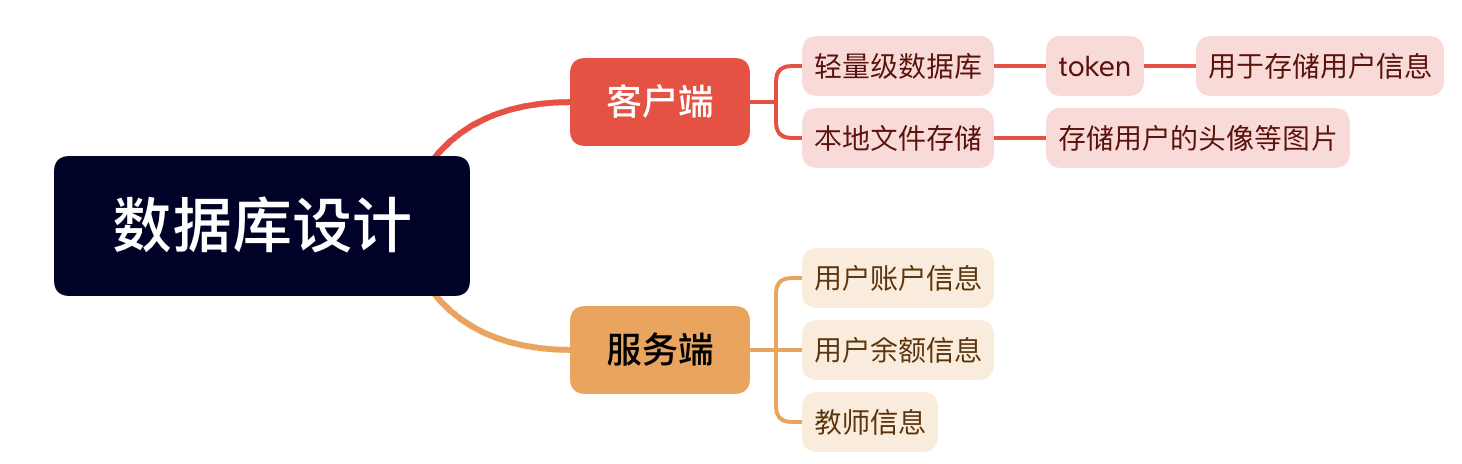 数据库设计
客户端
轻量级数据库
token
用于存储用户信息
本地文件存储
存储用户的头像等图片
服务端
用户账户信息
用户余额信息
教师信息